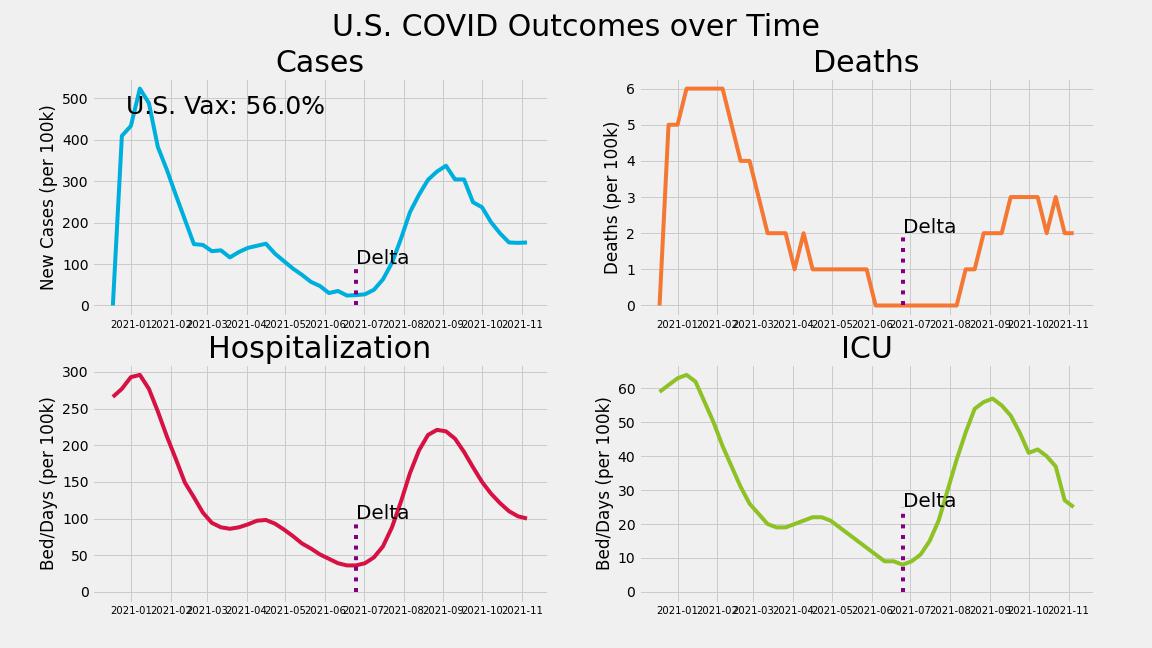 U.S. COVID Outcomes over Time
Cases
New Cases (per 100k)
500
400
300
200
100
0
U.S. Vax: 56.0%
Delta
2021-01 2021-02 2021-03 2021-04 2021-05 2021-06 2021-07 2021-08 2021-09 2021-10 2021-11
Deaths
Deaths (per 100k)
6
5
4
3
2
1
0
Delta
2021-01 2021-02 2021-03 2021-04 2021-05 2021-06 2021-07 2021-08 2021-09 2021-10 2021-11
Hospitalization
Bed/Days (per 100k)
300
250
200
150
100
50
0
Delta
2021-01 2021-02 2021-03 2021-04 2021-05 2021-06 2021-07 2021-08 2021-09 2021-10 2021-11
ICU
Bed/Days (per 100k)
60
50
40
30
20
10
0
Delta
2021-01 2021-02 2021-03 2021-04 2021-05 2021-06 2021-07 2021-08 2021-09 2021-10 2021-11